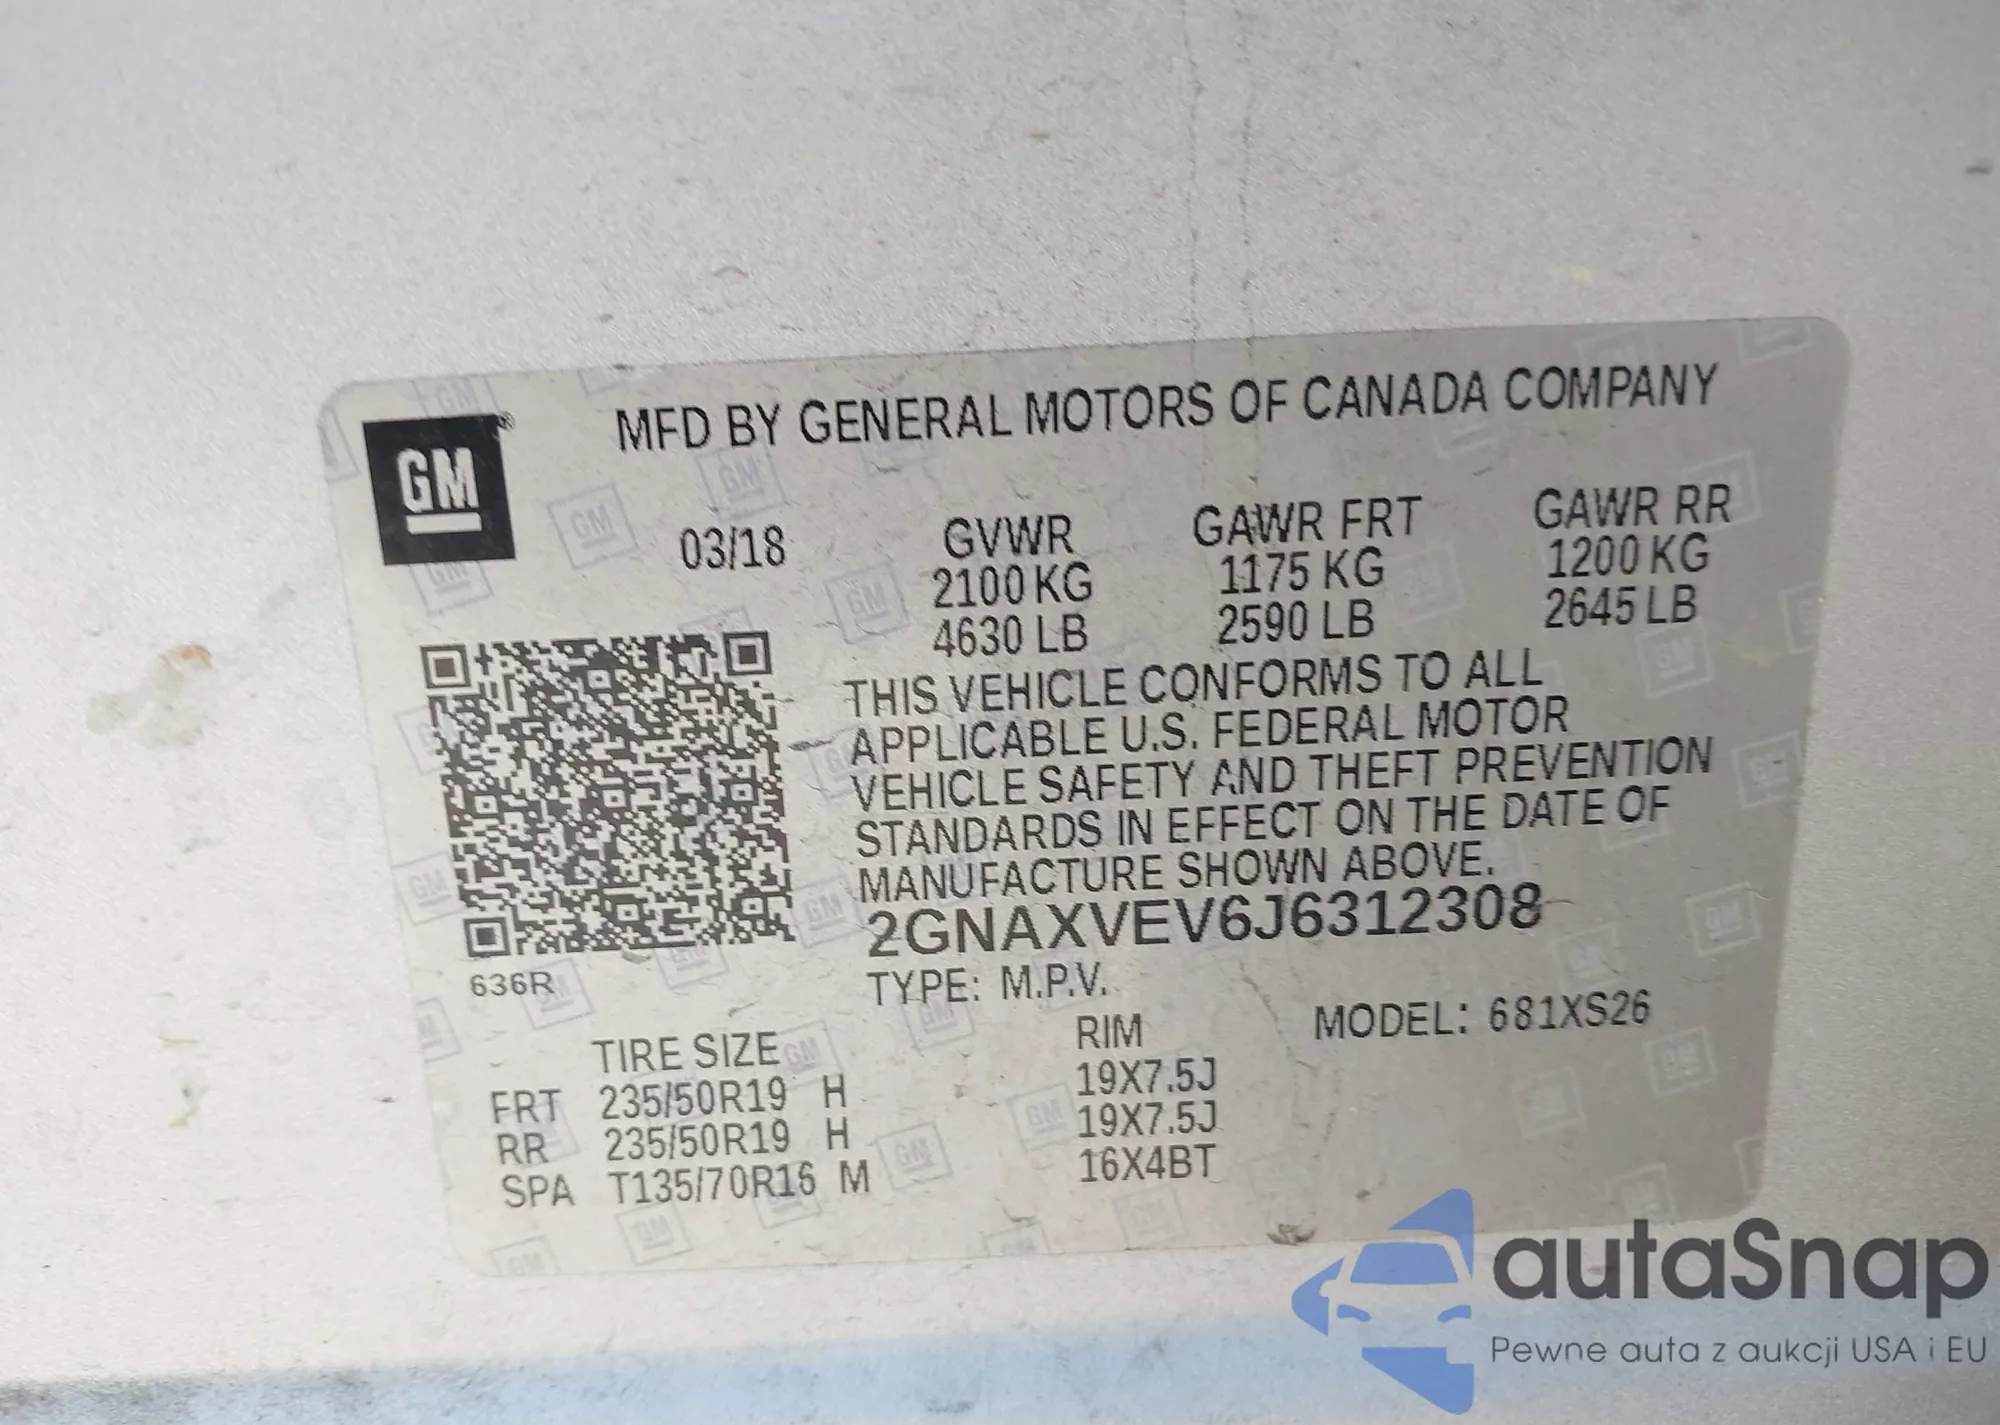 GM
MFD BY GENERAL MOTORS OF CANADA COMPANY
03/18
GVWR
2100 KG
4630 LB
GAWR FRT
1175 KG
2590 LB
GAWR RR
1200 KG
2645 LB
THIS VEHICLE CONFORMS TO ALL
APPLICABLE U.S. FEDERAL MOTOR
VEHICLE SAFETY AND THEFT PREVENTION
STANDARDS IN EFFECT ON THE DATE OF
MANUFACTURE SHOWN ABOVE.
2GNAXVEV6J6312308
636R
TYPE: M.P.V.
MODEL: 681XS26
TIRE SIZE RIM
FRT 235/50R19 H 19X7.5J
RR 235/50R19 H 19X7.5J
SPA T135/70R16 M 16X4BT
autaSnap
Pewne auta z aukcji USA i EU